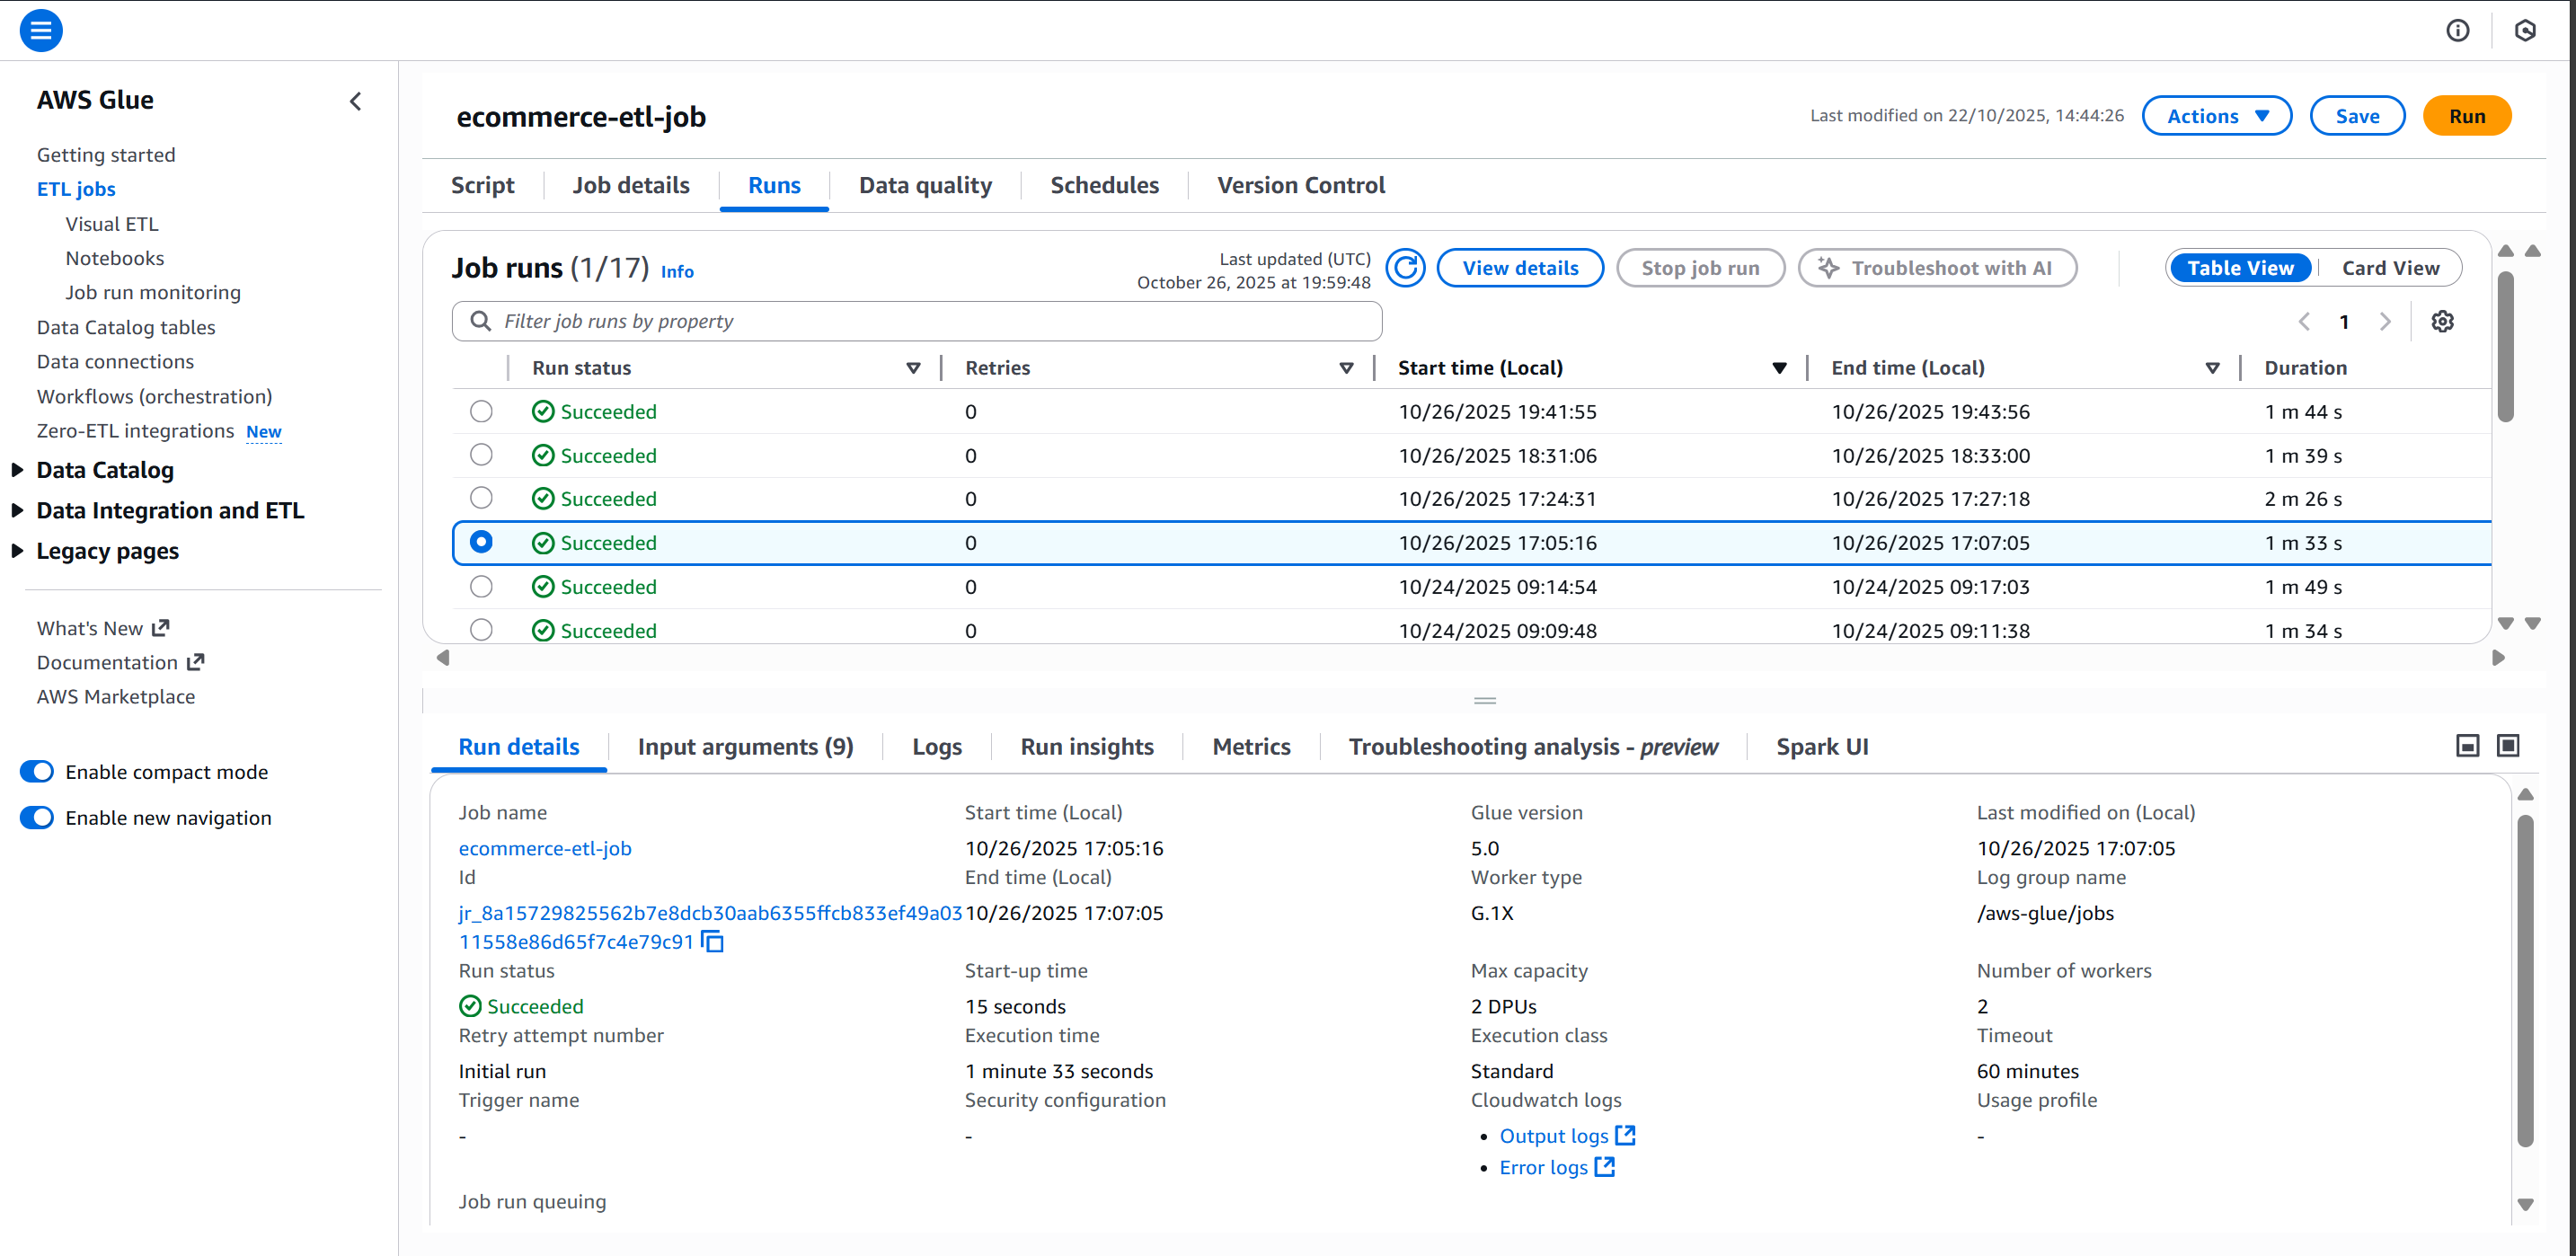 AWS Glue
Getting started
ETL jobs
Visual ETL
Notebooks
Job run monitoring
Data Catalog tables
Data connections
Workflows (orchestration)
Zero-ETL integrations New
Data Catalog
Data Integration and ETL
Legacy pages
What's New
Documentation
AWS Marketplace
Enable compact mode
Enable new navigation
ecommerce-etl-job
Last modified on 22/10/2025, 14:44:26 Actions Save Run
Script Job details Runs Data quality Schedules Version Control
Job runs (1/17) Info
Last updated (UTC)
October 26, 2025 at 19:59:48
View details Stop job run Troubleshoot with AI Table View Card View
Filter job runs by property
1
Run status Retries Start time (Local) End time (Local) Duration
Succeeded 0 10/26/2025 19:41:55 10/26/2025 19:43:56 1 m 44 s
Succeeded 0 10/26/2025 18:31:06 10/26/2025 18:33:00 1 m 39 s
Succeeded 0 10/26/2025 17:24:31 10/26/2025 17:27:18 2 m 26 s
Succeeded 0 10/26/2025 17:05:16 10/26/2025 17:07:05 1 m 33 s
Succeeded 0 10/24/2025 09:14:54 10/24/2025 09:17:03 1 m 49 s
Succeeded 0 10/24/2025 09:09:48 10/24/2025 09:11:38 1 m 34 s
Run details Input arguments (9) Logs Run insights Metrics Troubleshooting analysis - preview Spark UI
Job name Start time (Local) Glue version Last modified on (Local)
ecommerce-etl-job 10/26/2025 17:05:16 5.0 10/26/2025 17:07:05
Id End time (Local) Worker type Log group name
jr_8a15729825562b7e8dcb30aab6355ffcb833ef49a03 10/26/2025 17:07:05 G.1X /aws-glue/jobs
11558e86d65f7c4e79c91
Run status Start-up time Max capacity Number of workers
Succeeded 15 seconds 2 DPUs 2
Retry attempt number Execution time Execution class Timeout
Initial run 1 minute 33 seconds Standard 60 minutes
Trigger name Security configuration Cloudwatch logs Usage profile
- - • Output logs -
• Error logs
Job run queuing